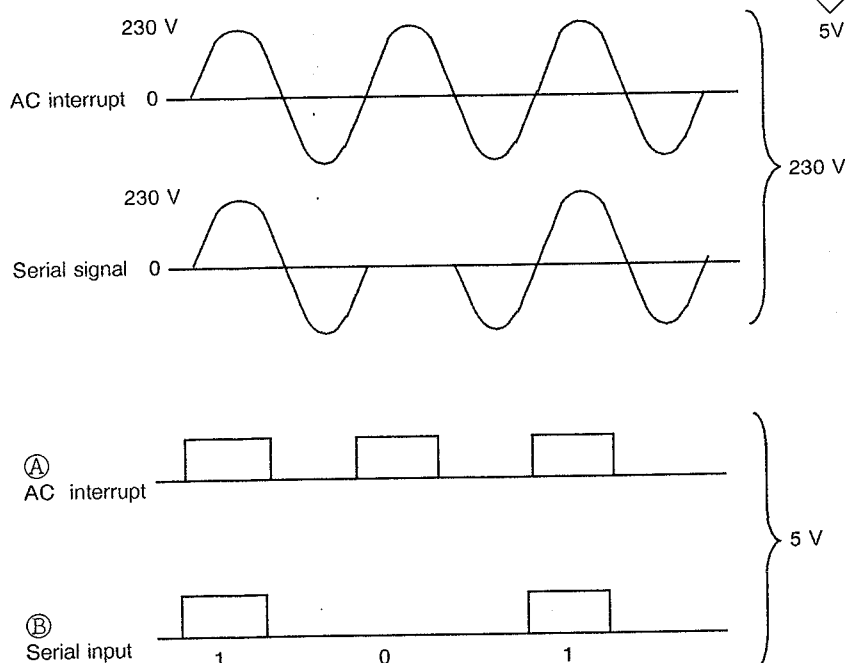 5V
230 V
AC interrupt 0
230 V
230 V
Serial signal 0
Ⓐ
AC interrupt
5 V
Ⓑ
Serial input
1 0 1